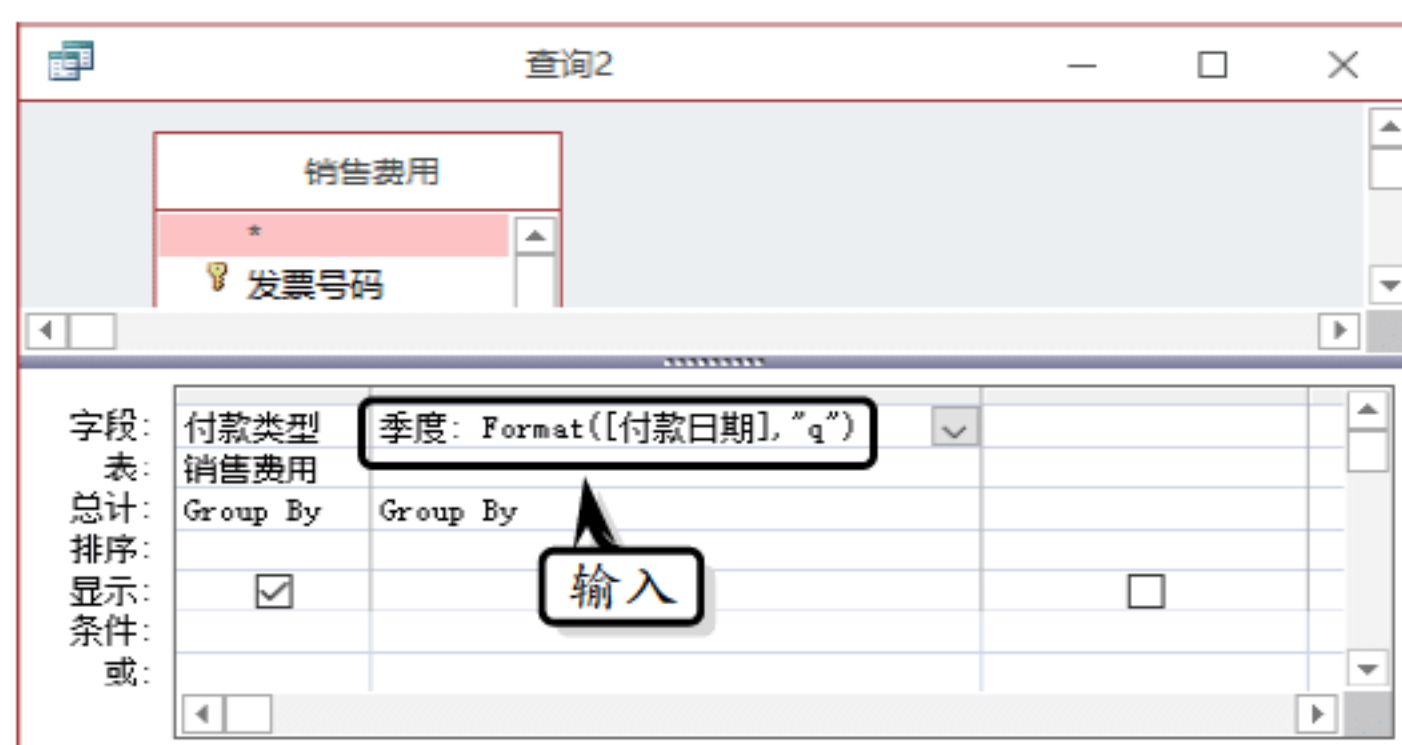 查询2
销售费用
*
发票号码
字段: 付款类型 季度: Format([付款日期],"q")
表: 销售费用
总计: Group By Group By
排序:
显示: 输入
条件:
或: